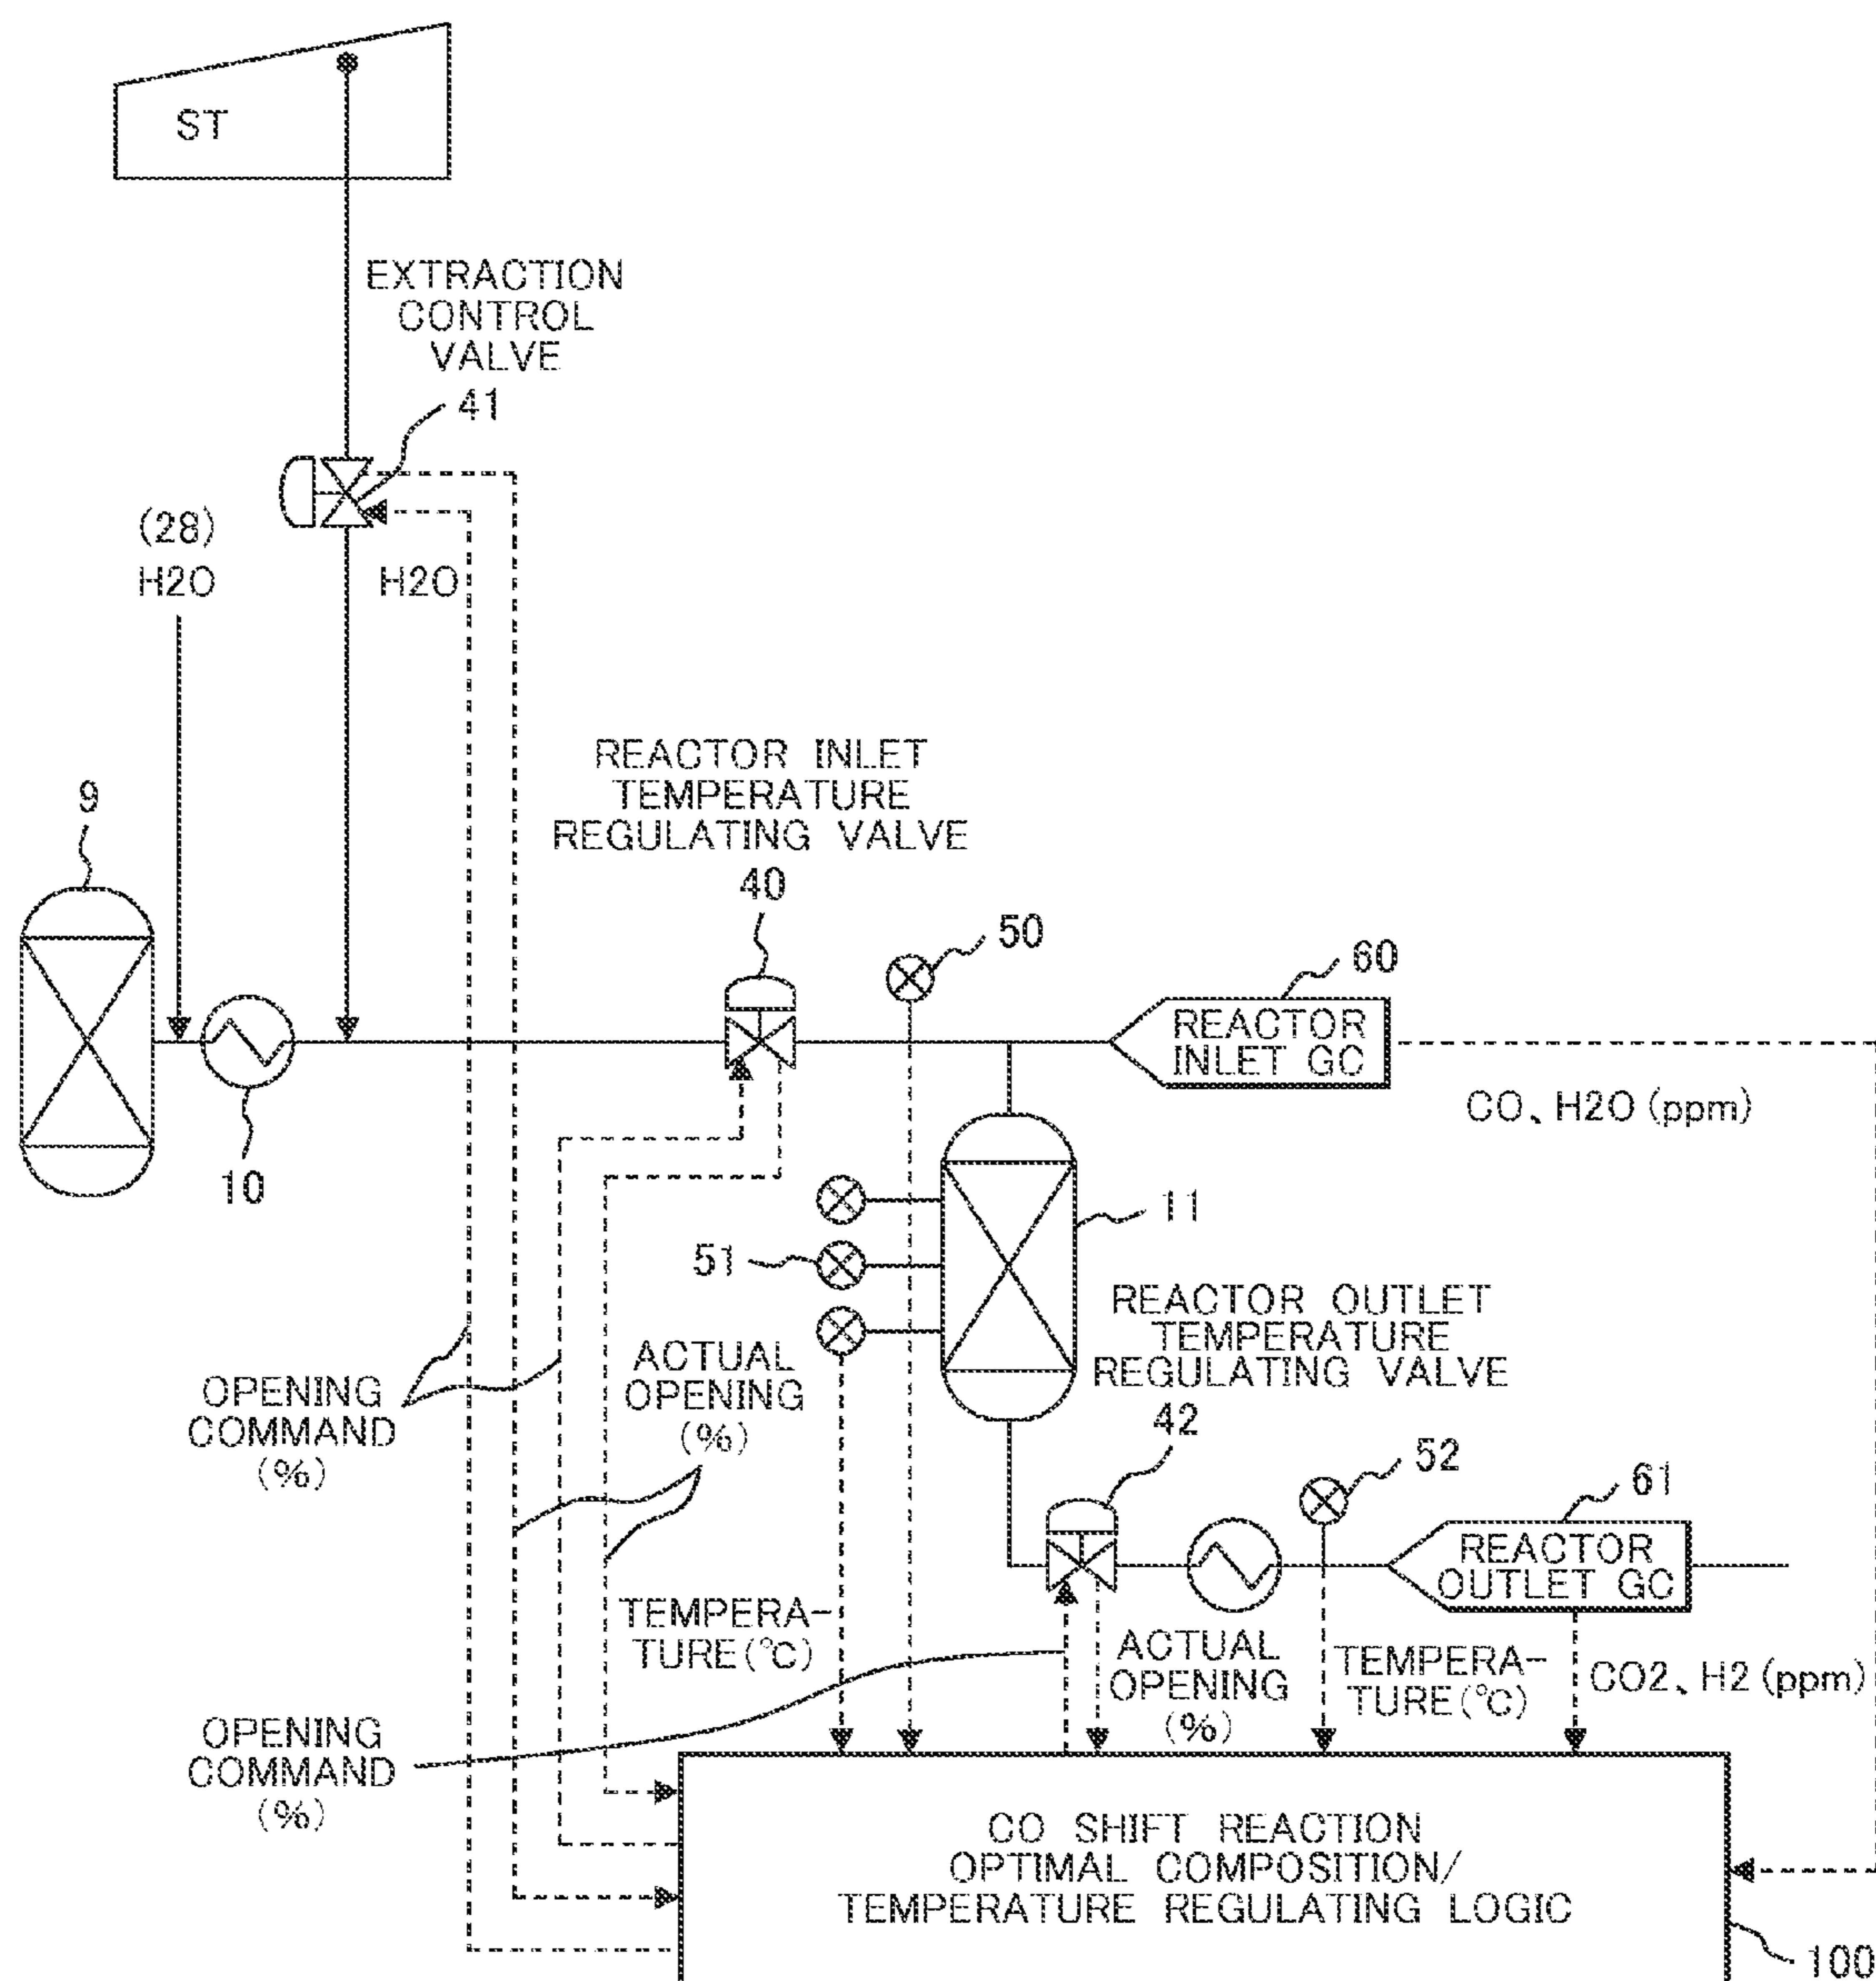 ST
EXTRACTION
CONTROL
VALVE
41
(28)
H2O
H2O
REACTOR INLET
TEMPERATURE
REGULATING VALVE
40
9
50
60
REACTOR
INLET GC
CO、H2O(ppm)
10
11
51
REACTOR OUTLET
TEMPERATURE
REGULATING VALVE
42
ACTUAL
OPENING
(%)
OPENING
COMMAND
(%)
52
61
REACTOR
OUTLET GC
TEMPERA-
TURE(℃)
ACTUAL
OPENING
(%)
TEMPERA-
TURE(℃)
CO2、H2(ppm)
OPENING
COMMAND
(%)
CO SHIFT REACTION
OPTIMAL COMPOSITION/
TEMPERATURE REGULATING LOGIC
100